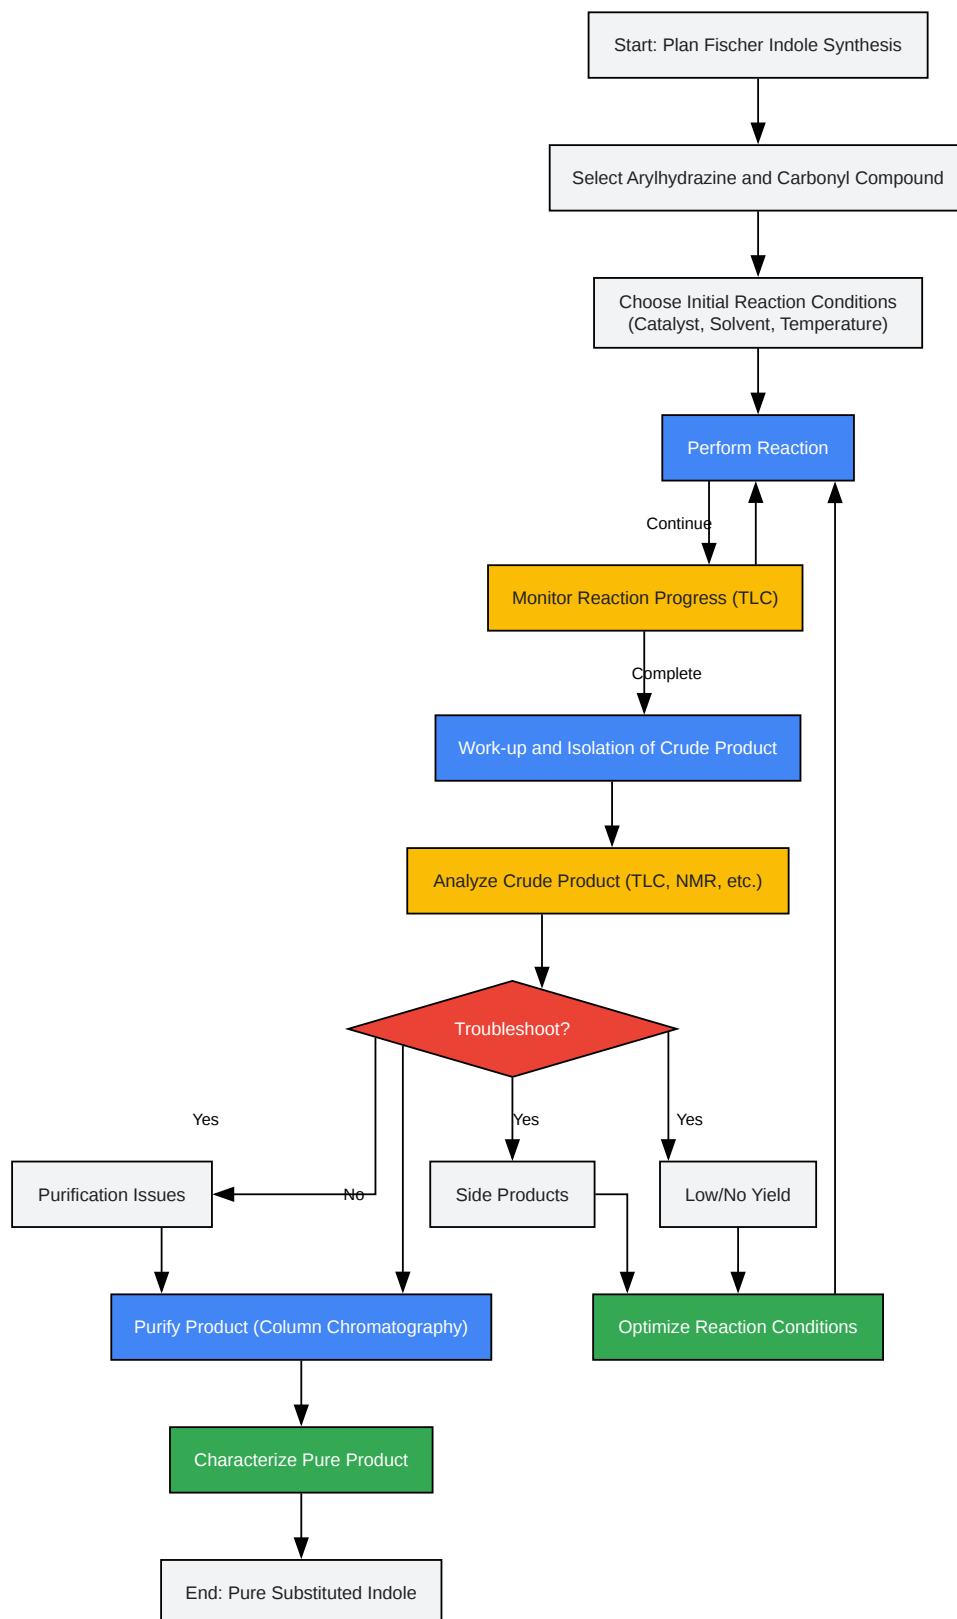 Start: Plan Fischer Indole Synthesis
Select Arylhydrazine and Carbonyl Compound
Choose Initial Reaction Conditions
(Catalyst, Solvent, Temperature)
Perform Reaction
Continue
Monitor Reaction Progress (TLC)
Complete
Work-up and Isolation of Crude Product
Analyze Crude Product (TLC, NMR, etc.)
Troubleshoot?
Yes
Yes
Yes
Purification Issues
No
Side Products
Low/No Yield
Purify Product (Column Chromatography)
Optimize Reaction Conditions
Characterize Pure Product
End: Pure Substituted Indole